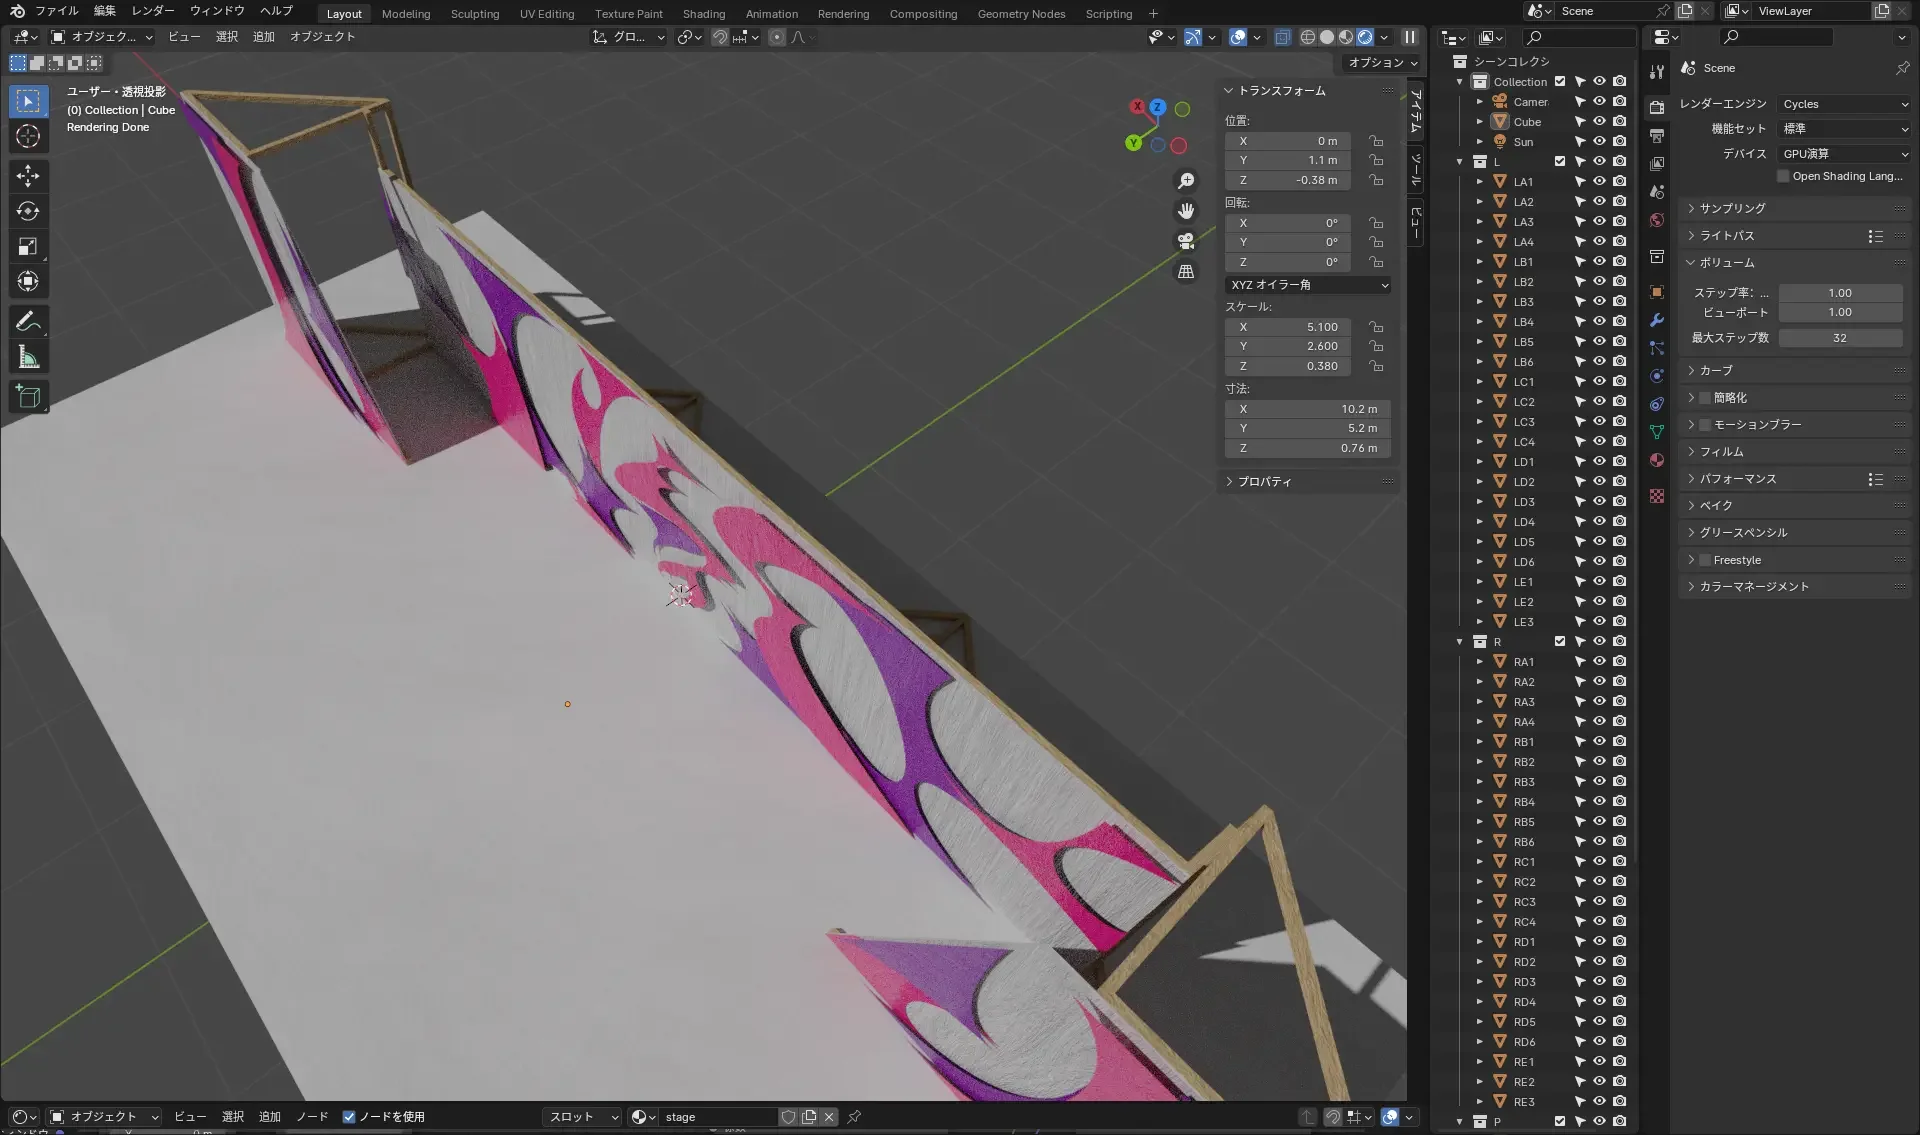 ファイル 編集 レンダー ウィンドウ ヘルプ Layout Modeling Sculpting UV Editing Texture Paint Shading Animation Rendering Compositing Geometry Nodes Scripting + Scene ViewLayer
オブジェク... ビュー 選択 追加 オブジェクト グロ...
オプション
ユーザー・透視投影
(0) Collection | Cube
Rendering Done
X Z Y
トランスフォーム
位置:
X 0 m
Y 1.1 m
Z -0.38 m
回転:
X 0°
Y 0°
Z 0°
XYZ オイラー角
スケール:
X 5.100
Y 2.600
Z 0.380
寸法:
X 10.2 m
Y 5.2 m
Z 0.76 m
プロパティ
アイテム
ツール
ビュー
シーンコレクシ
Collection
Camer
Cube
Sun
L
LA1
LA2
LA3
LA4
LB1
LB2
LB3
LB4
LB5
LB6
LC1
LC2
LC3
LC4
LD1
LD2
LD3
LD4
LD5
LD6
LE1
LE2
LE3
R
RA1
RA2
RA3
RA4
RB1
RB2
RB3
RB4
RB5
RB6
RC1
RC2
RC3
RC4
RD1
RD2
RD3
RD4
RD5
RD6
RE1
RE2
RE3
P
Scene
レンダーエンジン Cycles
機能セット 標準
デバイス GPU演算
Open Shading Lang...
サンプリング
ライトパス
ボリューム
ステップ率: ... 1.00
ビューポート 1.00
最大ステップ数 32
カーブ
簡略化
モーションブラー
フィルム
パフォーマンス
ベイク
グリースペンシル
Freestyle
カラーマネージメント
オブジェクト ビュー 選択 追加 ノード ノードを使用 スロット stage